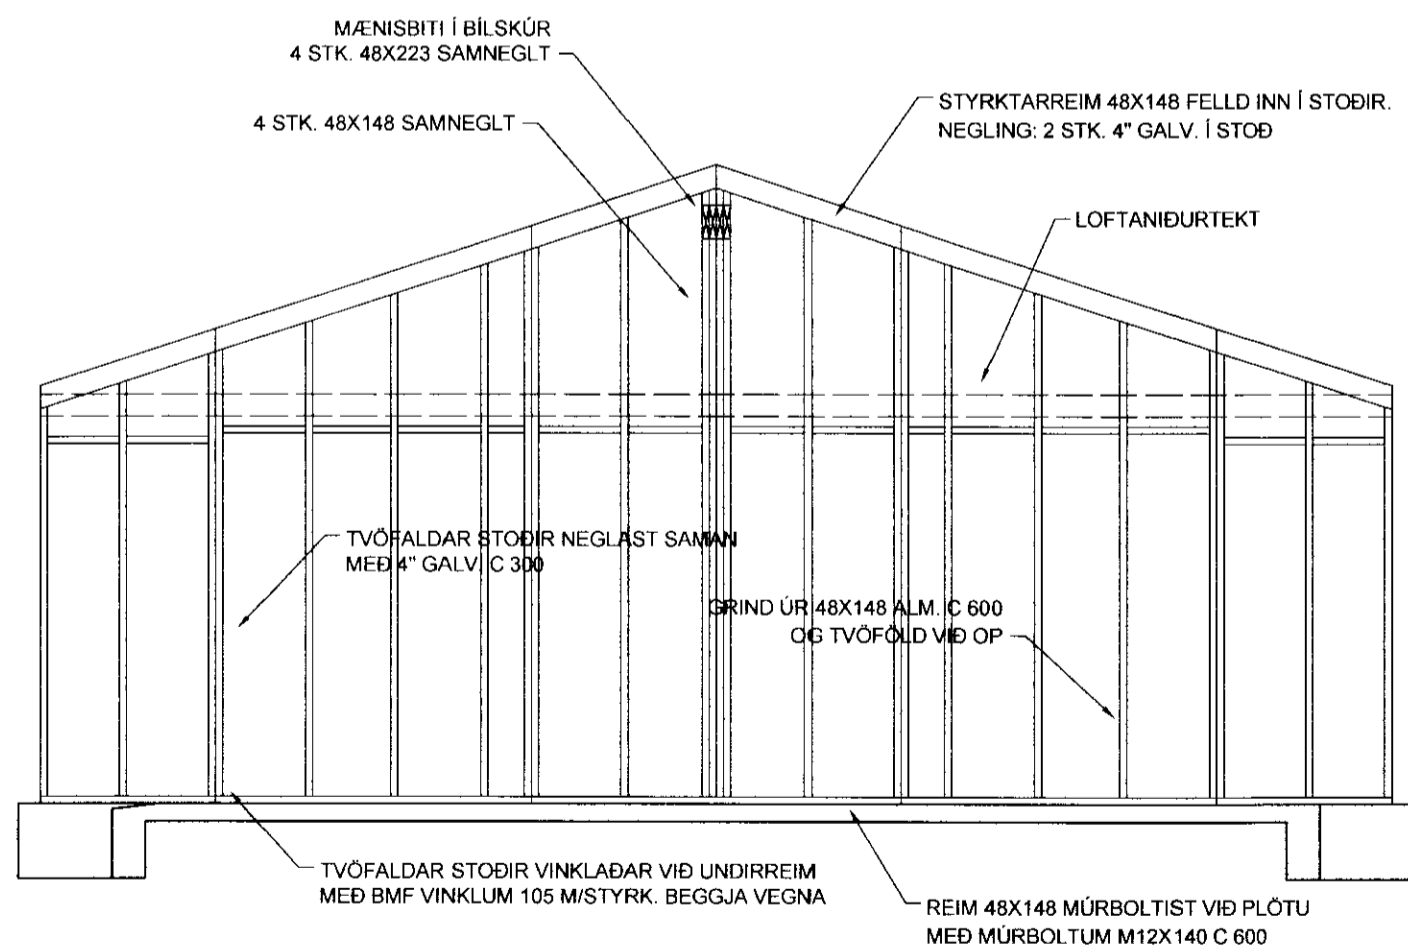 MÆNISBITI Í BÍLSKÚR
4 STK. 48X223 SAMNEGLT
4 STK. 48X148 SAMNEGLT
STYRKTARREIM 48X148 FELLD INN Í STOÐIR.
NEGLING: 2 STK. 4" GALV. Í STOÐ
LOFTANIÐURTEKT
TVÖFALDAR STOÐIR NEGLAST SAMAN
MEÐ 4" GALV. C 300
GRIND ÚR 48X148 ALM. C 600
OG TVÖFÖLD VIÐ OP
TVÖFALDAR STOÐIR VINKLAÐAR VIÐ UNDIRREIM
MEÐ BMF VINKLUM 105 M/STYRK. BEGGJA VEGNA
REIM 48X148 MÚRBOLTIST VIÐ PLÖTU
MEÐ MÚRBOLTUM M12X140 C 600